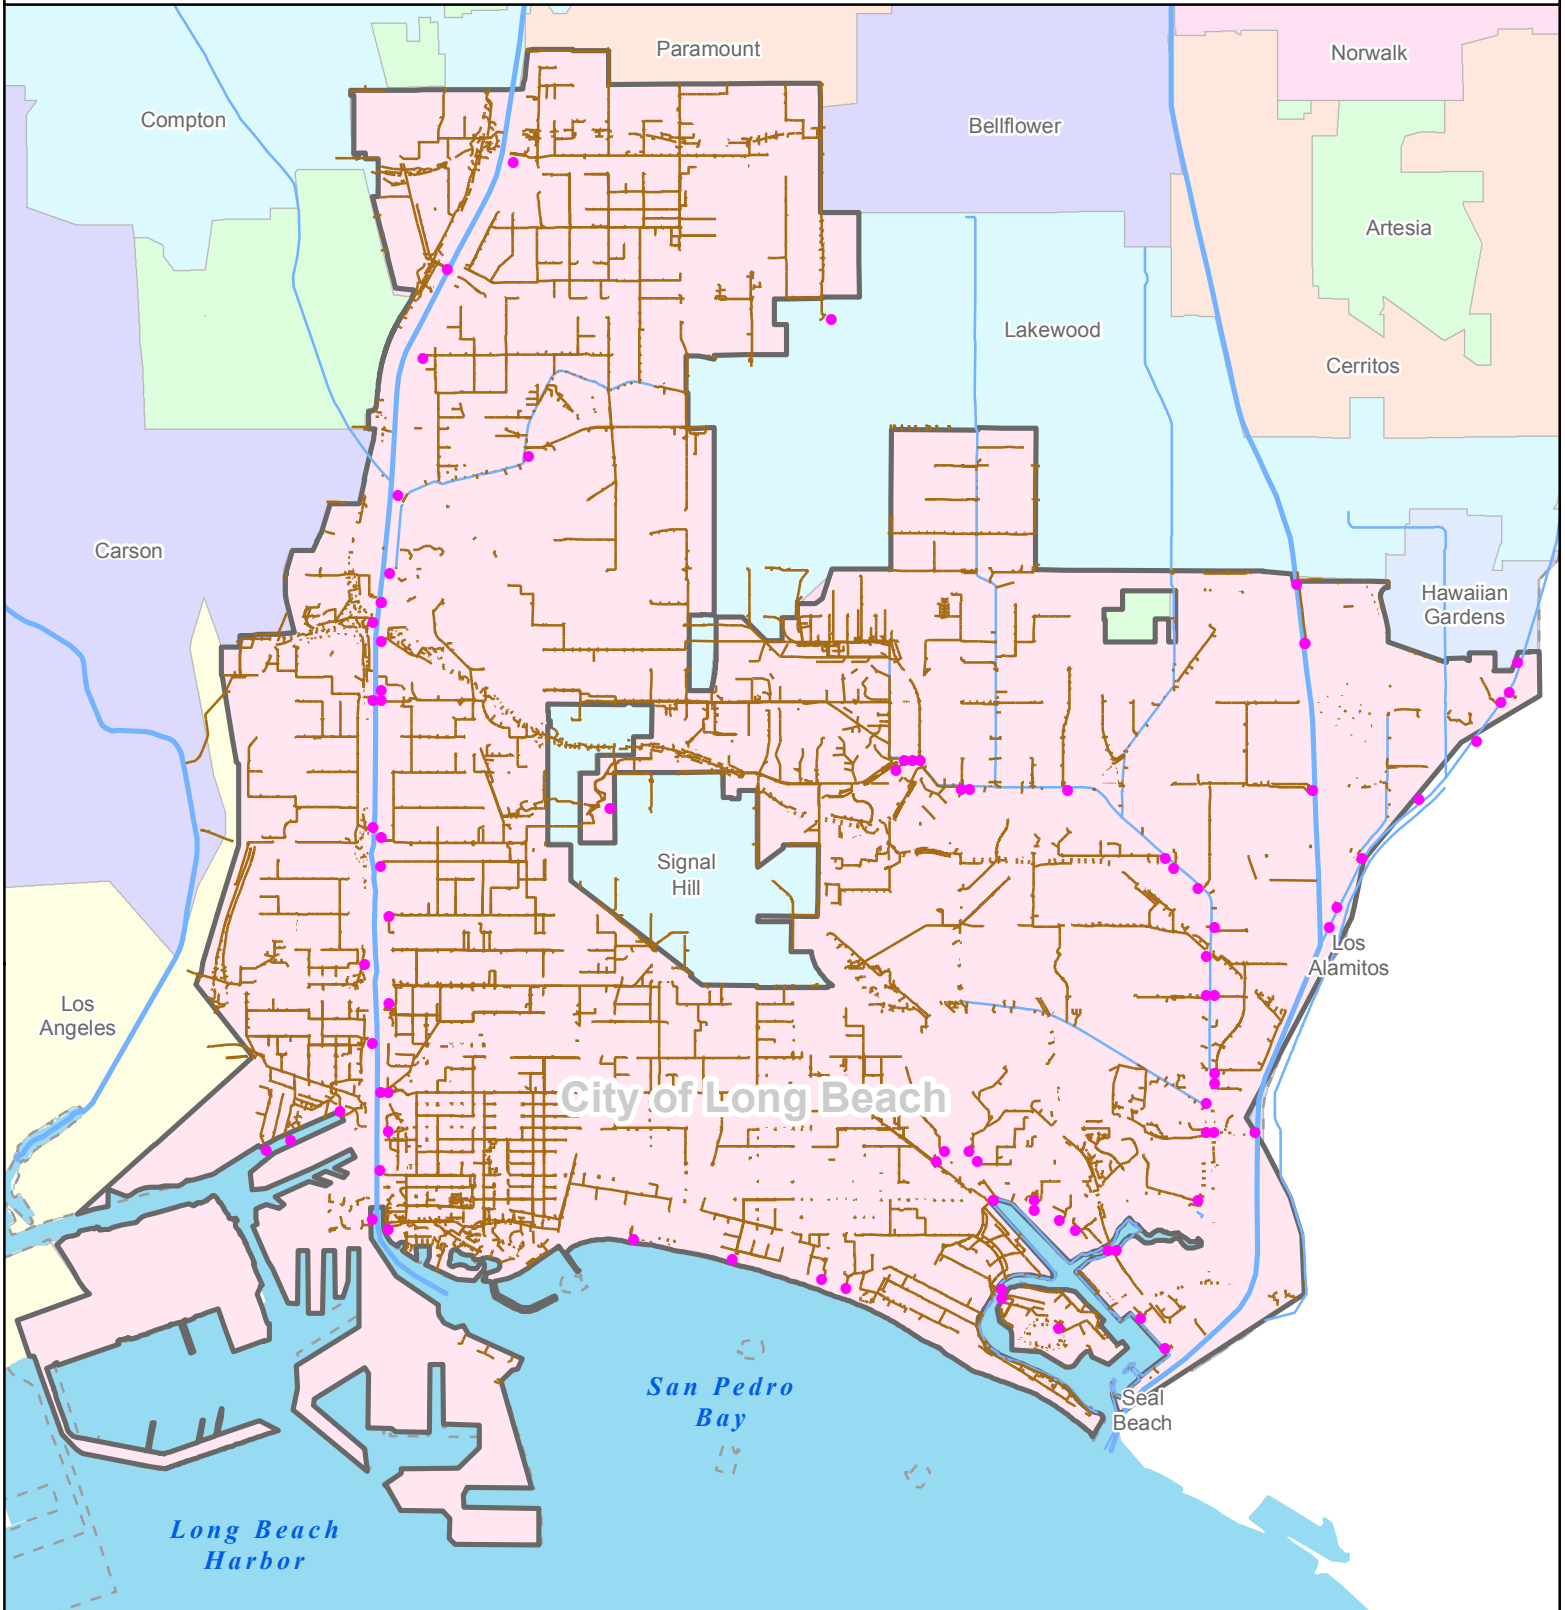 Paramount
Norwalk
Compton
Bellflower
Artesia
Lakewood
Cerritos
Carson
Hawaiian
Gardens
Signal
Hill
Los
Alamitos
Los
Angeles
City of Long Beach
San Pedro
Bay
Seal
Beach
Long Beach
Harbor